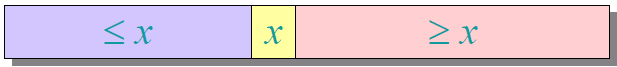 ≤ x x ≥ x